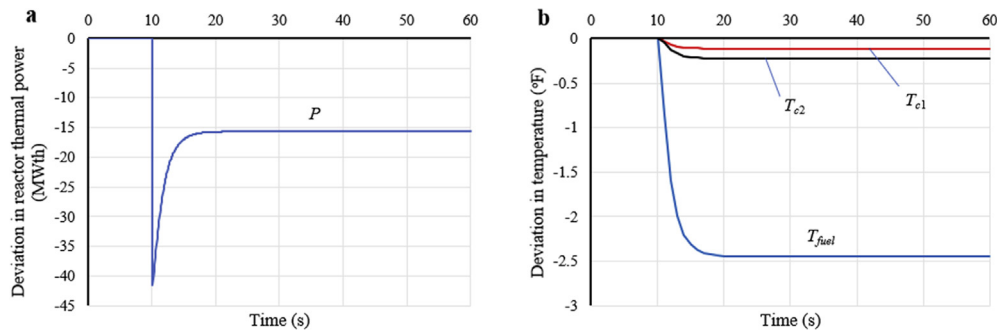 a
0 10 20 30 40 50 60
0
-5
-10
-15
-20
-25
-30
-35
-40
-45
Deviation in reactor thermal power
(MWth)
P
Time (s)
b
0 10 20 30 40 50 60
0
-0.5
-1
-1.5
-2
-2.5
-3
Deviation in temperature (°F)
Tc2
Tc1
Tfuel
Time (s)